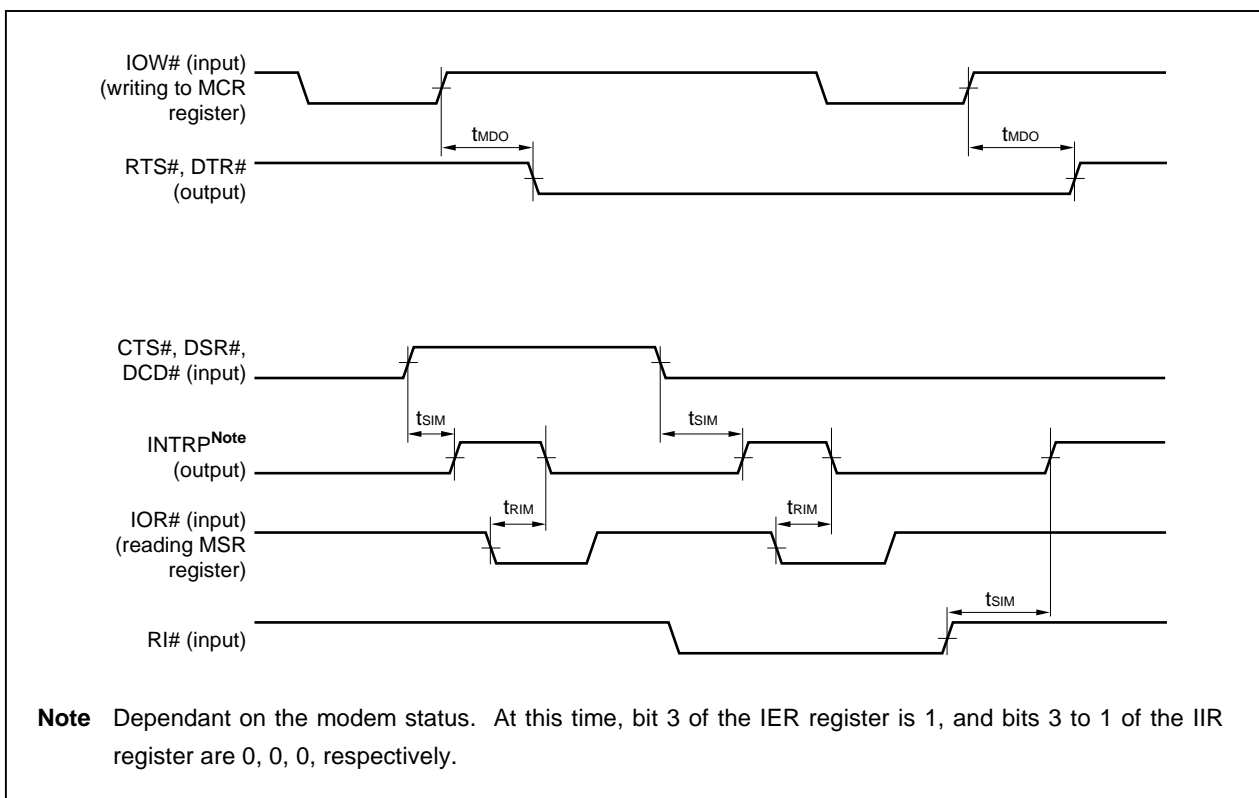 IOW# (input)
(writing to MCR
register)
tMDO
tMDO
RTS#, DTR#
(output)
CTS#, DSR#,
DCD# (input)
tSIM
tSIM
INTRPNote
(output)
tRIM
tRIM
IOR# (input)
(reading MSR
register)
tSIM
RI# (input)
Note Dependant on the modem status. At this time, bit 3 of the IER register is 1, and bits 3 to 1 of the IIR
register are 0, 0, 0, respectively.